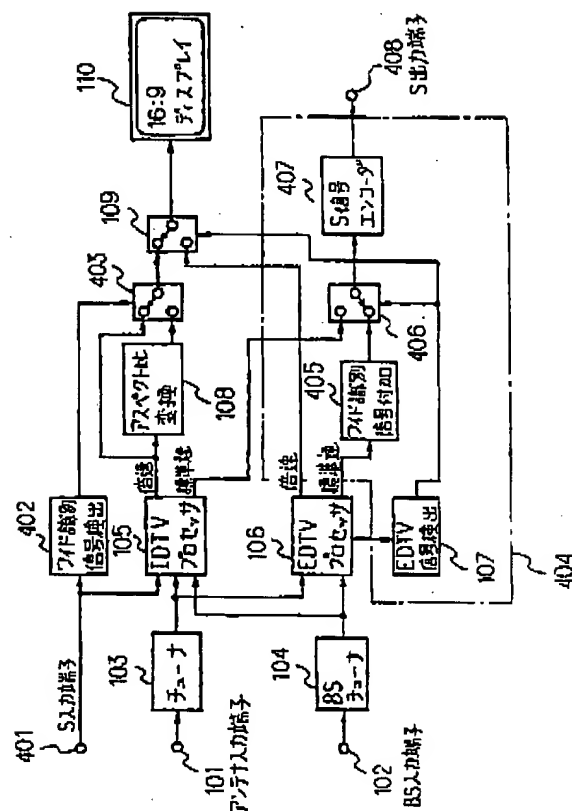 401
S入力端子
402
ワイド識別
信号検出
403
109
110
16:9
ディスプレイ
101
アンテナ入力端子
103
チューナ
105
IDTV
プロセッサ
倍速
標準速
アスペクト比
変換
108
102
BS入力端子
104
BS
チューナ
106
EDTV
プロセッサ
倍速
標準速
405
ワイド識別
信号付加
406
407
S信号
エンコーダ
408
S出力端子
EDTV
信号検出
107
404